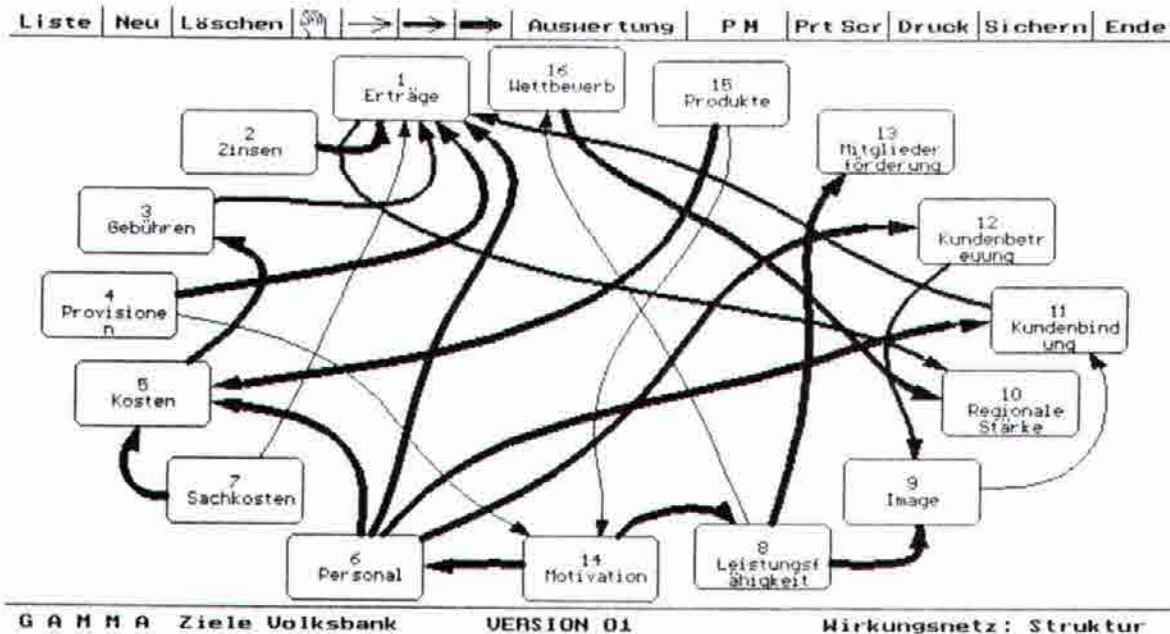 Liste Neu Löschen Auswertung PM Prt Scr Druck Sichern Ende
1
Erträge
16
Wettbewerb
15
Produkte
2
Zinsen
13
Mitglieder
förderung
3
Gebühren
12
Kundenbetr
euung
4
Provisione
n
11
Kundenbind
ung
5
Kosten
10
Regionale
Stärke
7
Sachkosten
9
Image
6
Personal
14
Motivation
8
Leistungsf
ähigkeit
GAMMA Ziele Volksbank VERSION 01 Wirkungsnetz: Struktur